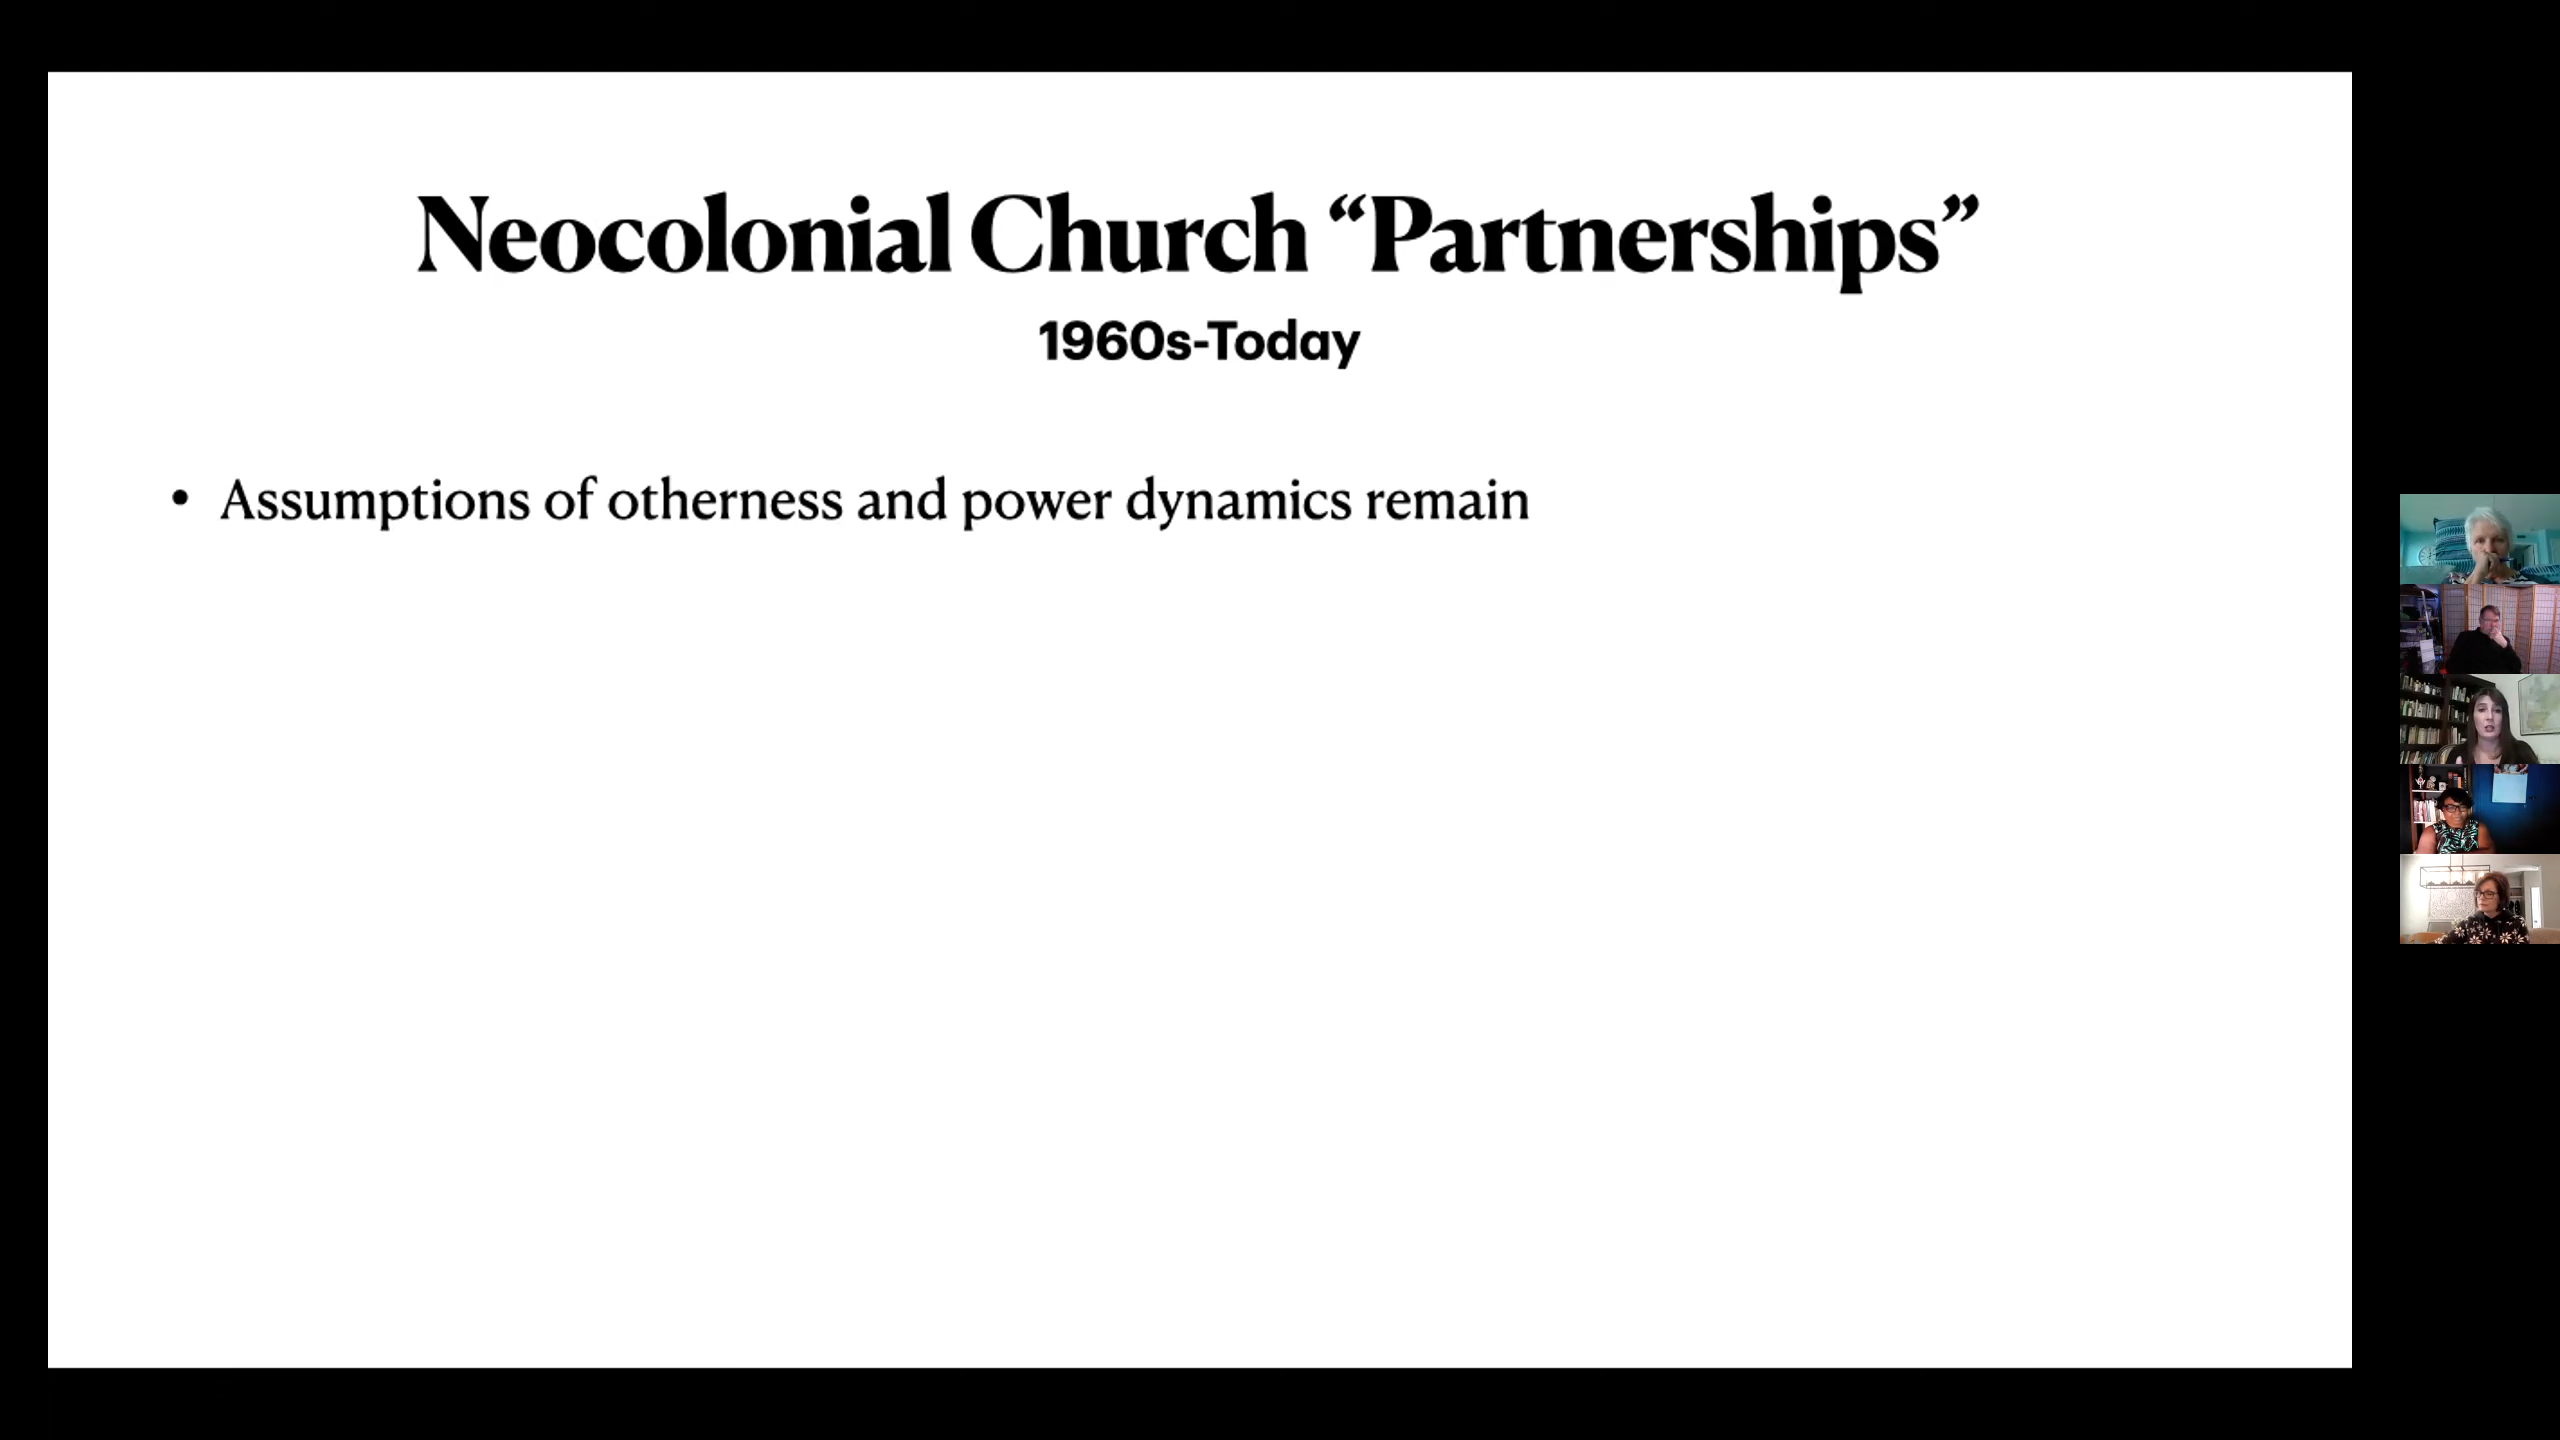 Neocolonial Church “Partnerships”
1960s-Today
• Assumptions of otherness and power dynamics remain